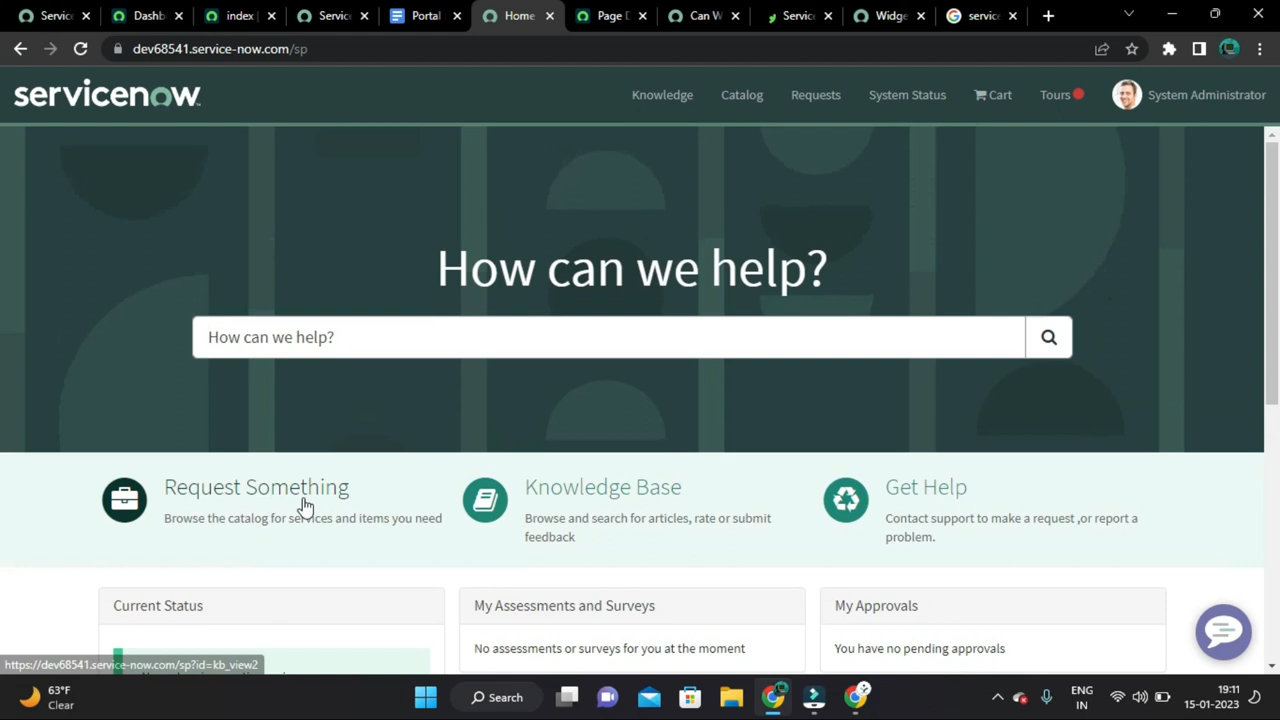 Servic
Dashb
index
Servic
Portal
Home
Page D
Can W
Servic
Widge
servic
dev68541.service-now.com/sp
servicenow
Knowledge
Catalog
Requests
System Status
Cart
Tours
System Administrator
How can we help?
How can we help?
Request Something
Browse the catalog for services and items you need
Knowledge Base
Browse and search for articles, rate or submit
feedback
Get Help
Contact support to make a request ,or report a
problem.
Current Status
My Assessments and Surveys
No assessments or surveys for you at the moment
My Approvals
You have no pending approvals
https://dev68541.service-now.com/sp?id=kb_view2
63°F
Clear
Search
ENG
IN
19:11
15-01-2023